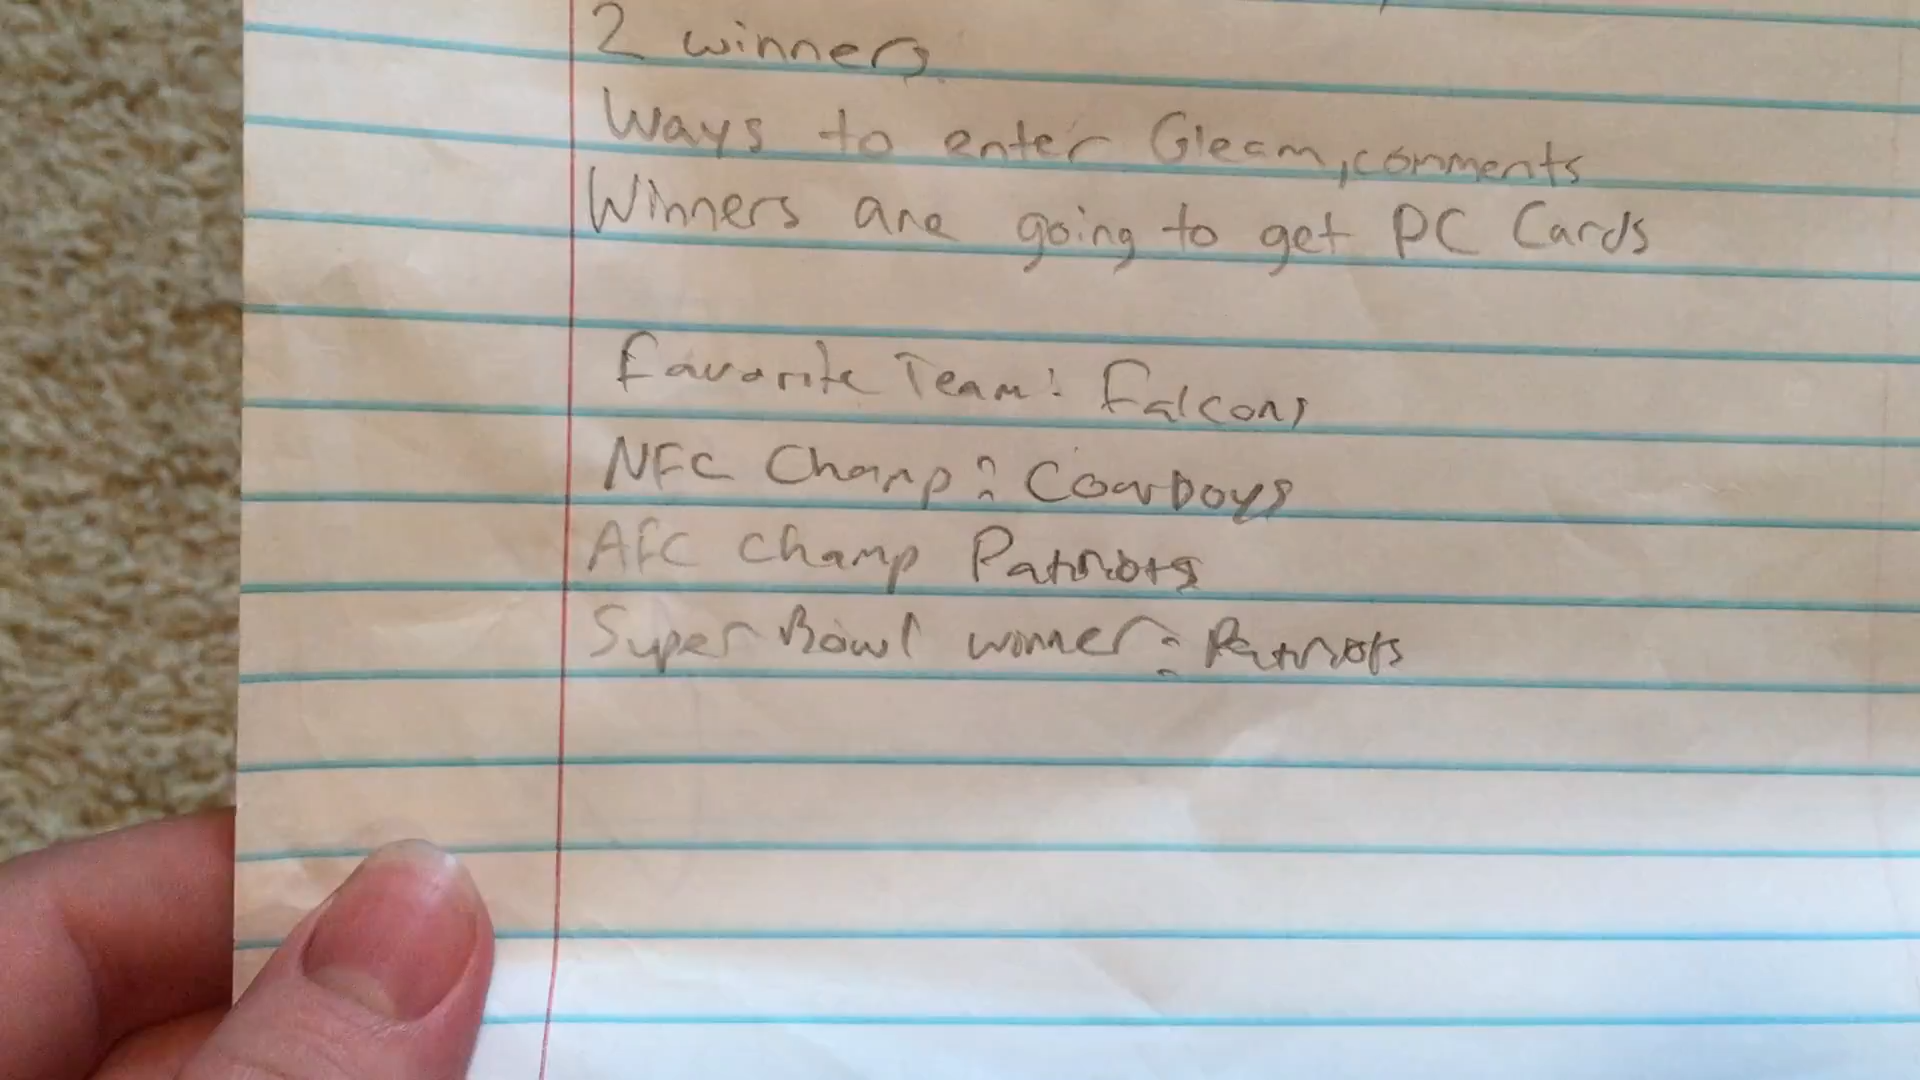 2 winners
Ways to enter Gleam, comments
Winners are going to get PC Cards
Favorite Team: Falcons
NFC Champ: Cowboys
AFC Champ Patriots
Super Bowl winner: Patriots